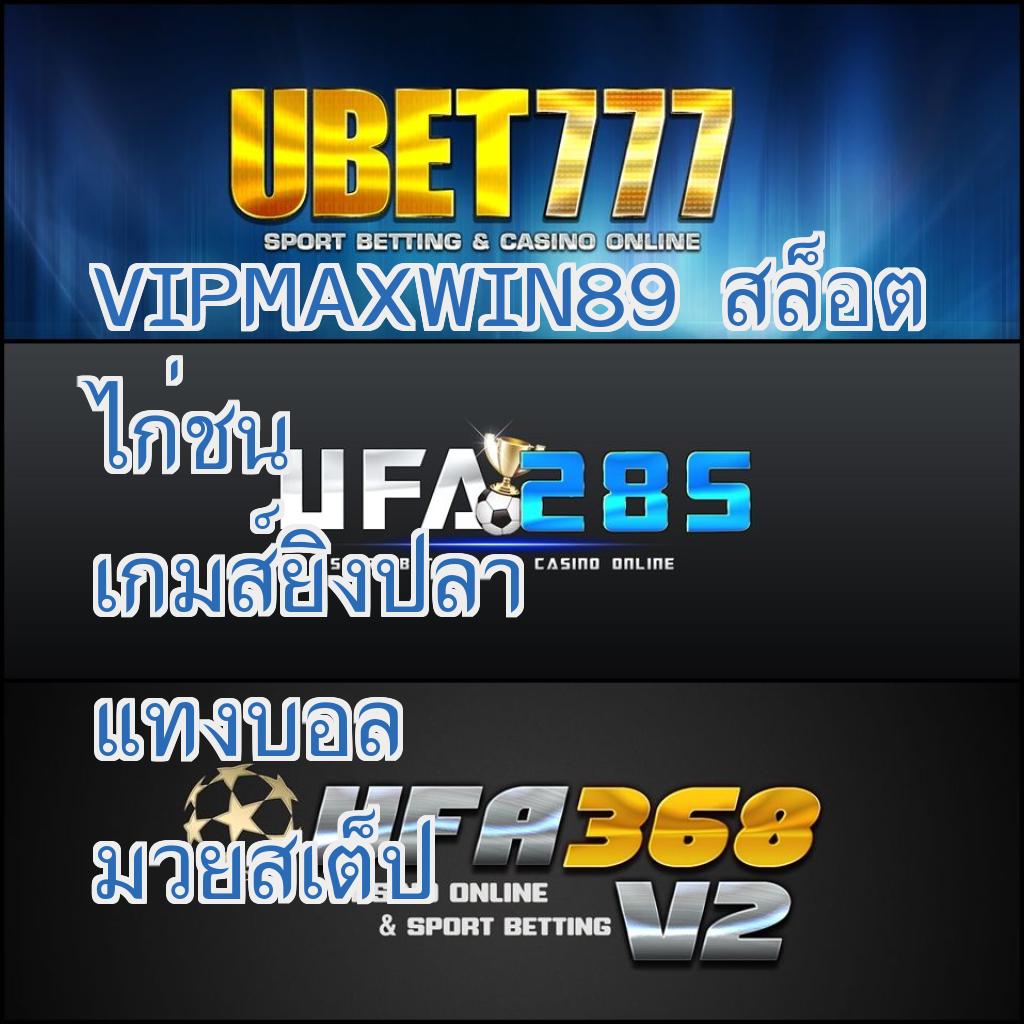 UBET777
SPORT BETTING & CASINO ONLINE
VIPMAXWIN89 สล็อต
ไก่ชน
UFA285
CASINO ONLINE
เกมส์ยิงปลา
แทงบอล
UFA368
มวยสเต็ป
ONLINE
& SPORT BETTING
V2